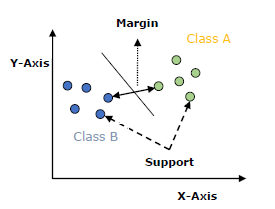 Margin
Class A
Y-Axis
Class B
Support
X-Axis